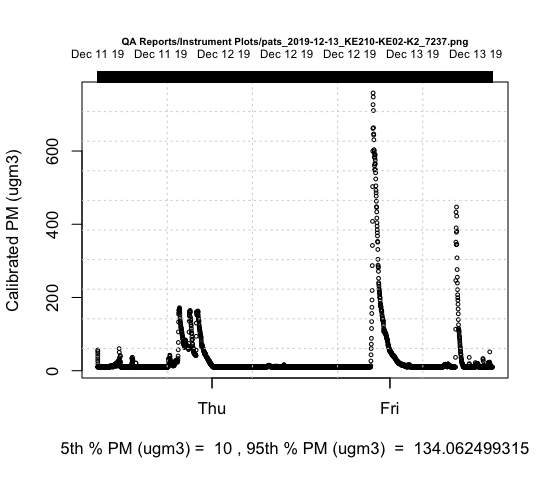 QA Reports/Instrument Plots/pats_2019-12-13_KE210-KE02-K2_7237.png
Dec 11 19 Dec 11 19 Dec 12 19 Dec 12 19 Dec 12 19 Dec 13 19 Dec 13 19
Calibrated PM (ugm3)
600
400
200
0
Thu Fri
5th % PM (ugm3) = 10 , 95th % PM (ugm3) = 134.062499315